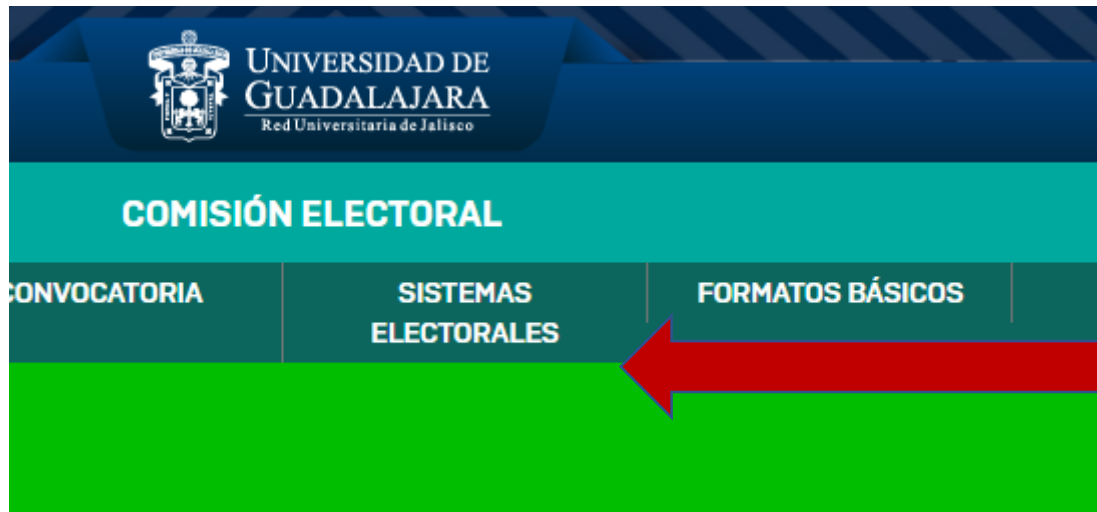 UNIVERSIDAD DE
GUADALAJARA
Red Universitaria de Jalisco
COMISIÓN ELECTORAL
CONVOCATORIA
SISTEMAS
ELECTORALES
FORMATOS BÁSICOS